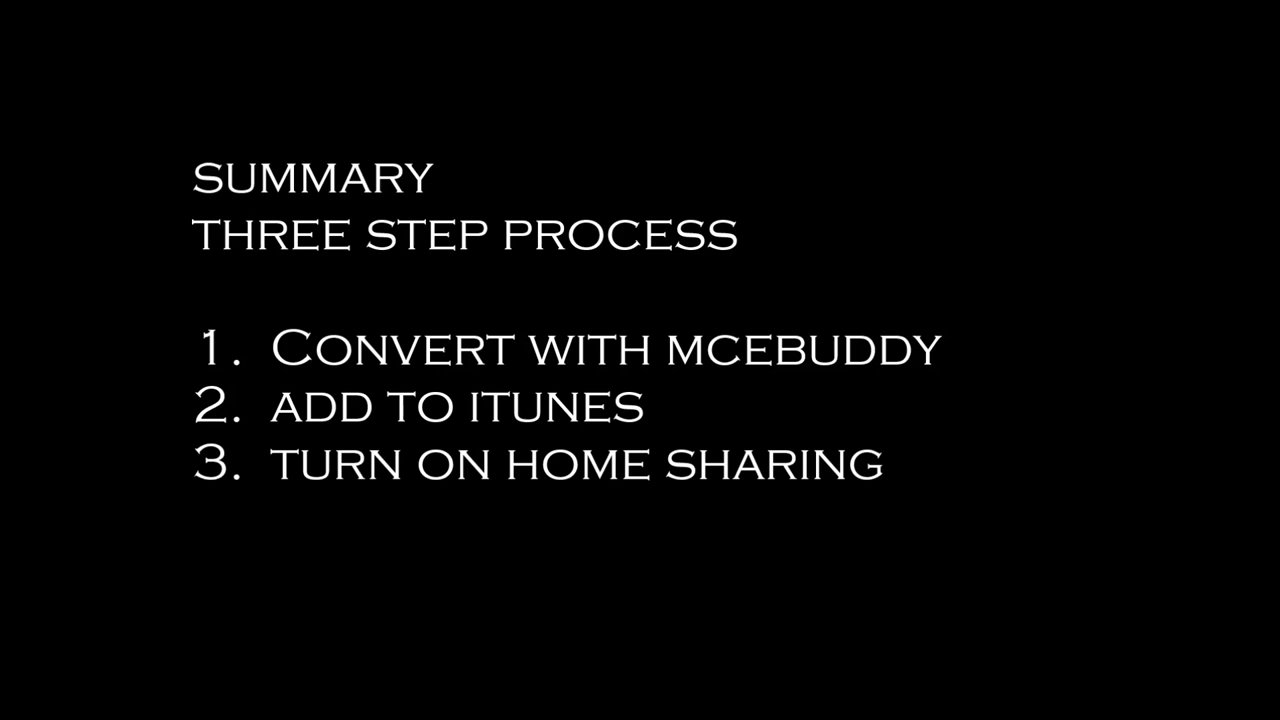 SUMMARY
THREE STEP PROCESS
1. CONVERT WITH MCEBUDDY
2. ADD TO ITUNES
3. TURN ON HOME SHARING